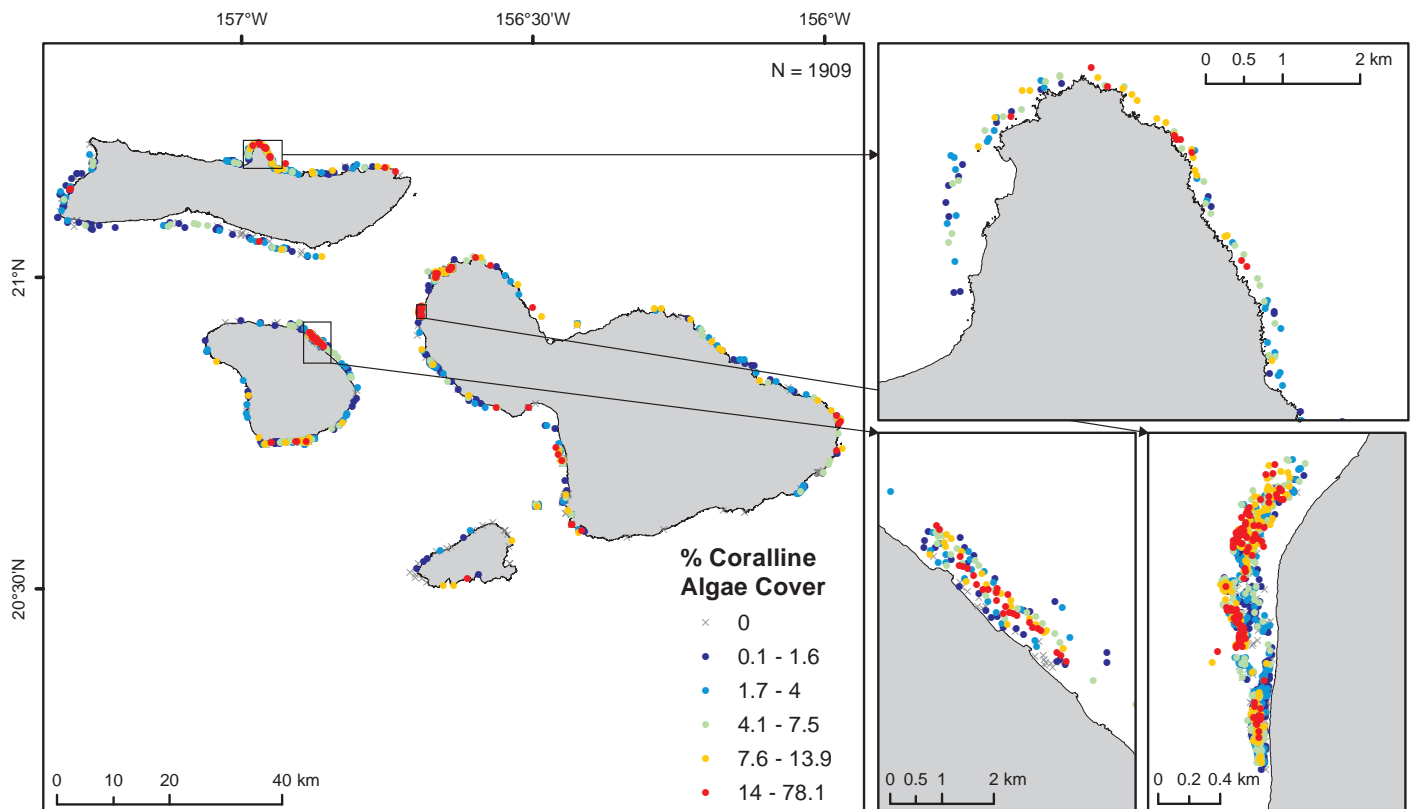 157°W 156°30'W 156°W
N = 1909
0 0.5 1 2 km
21°N
20°30'N
% Coralline
Algae Cover
0
0.1 - 1.6
1.7 - 4
4.1 - 7.5
7.6 - 13.9
14 - 78.1
0 10 20 40 km
0 0.5 1 2 km
0 0.2 0.4 km